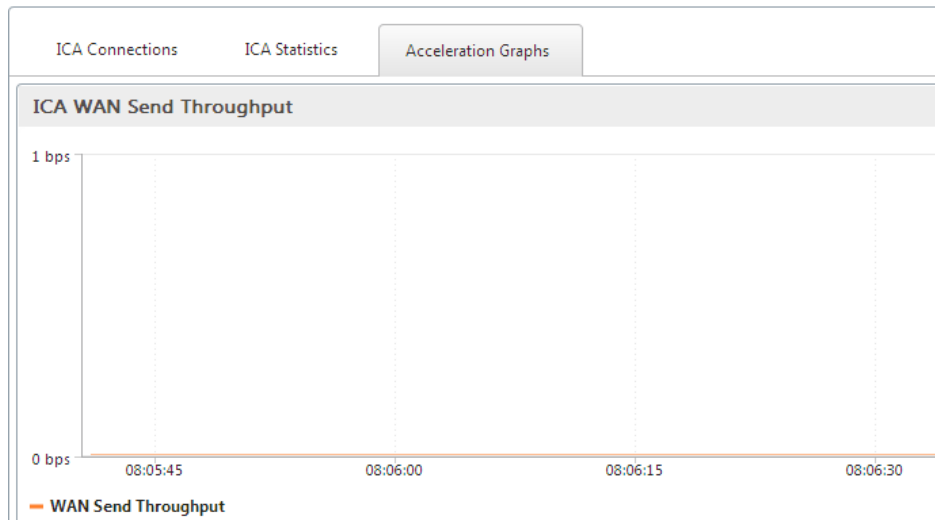 ICA Connections ICA Statistics Acceleration Graphs
ICA WAN Send Throughput
1 bps
0 bps
08:05:45 08:06:00 08:06:15 08:06:30
WAN Send Throughput